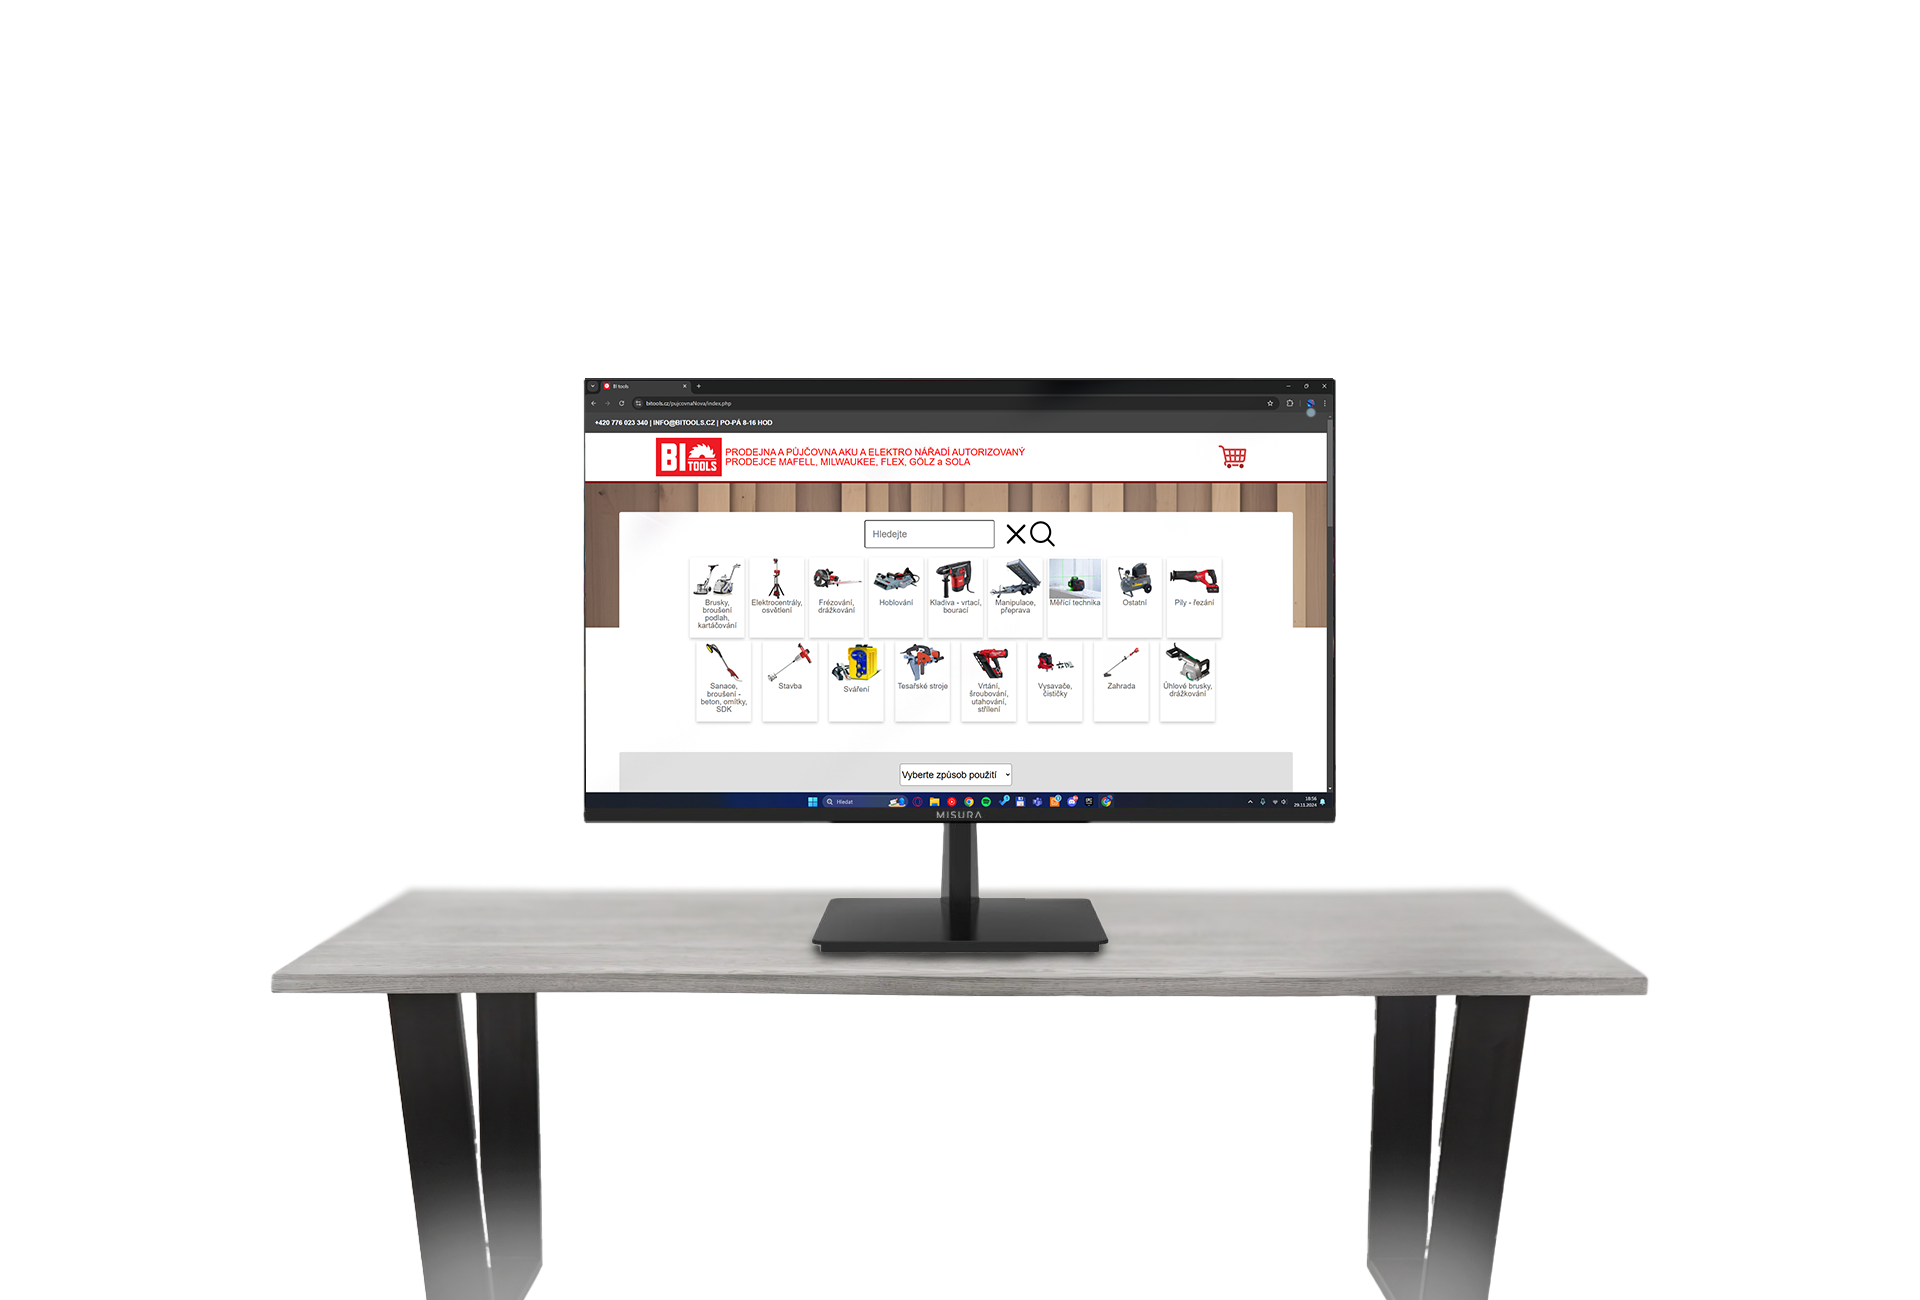 BI tools
bitools.cz/pujcovnaNova/index.php
+420 776 023 340 | INFO@BITOOLS.CZ | PO-PÁ 8-16 HOD
BI TOOLS
PRODEJNA A PŮJČOVNA AKU A ELEKTRO NÁŘADÍ AUTORIZOVANÝ
PRODEJCE MAFELL, MILWAUKEE, FLEX, GÖLZ a SOLA
Hledejte
Brusky,
broušení
podlah,
kartáčování
Elektrocentrály,
osvětlení
Frézování,
drážkování
Hoblování
Kladiva - vrtací,
bourací
Manipulace,
přeprava
Měřící technika
Ostatní
Pily - řezání
Sanace,
broušení -
beton, omítky,
SDK
Stavba
Sváření
Tesařské stroje
Vrtání,
šroubování,
utahování,
střílení
Vysavače,
čističky
Zahrada
Úhlové brusky,
drážkování
Vyberte způsob použití
Hledat
18:56
29.11.2024
MISURA